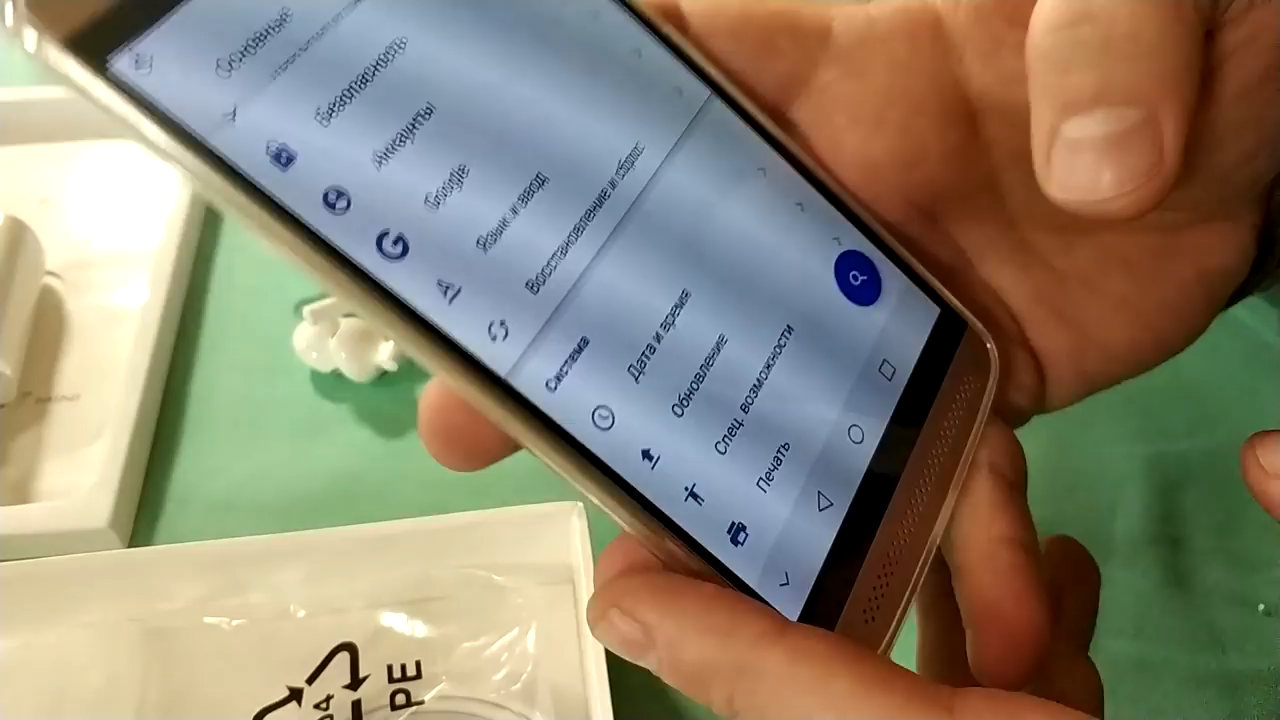 Основные
Безопасность
Аккаунты
Google
Язык и ввод
Восстановление и сброс
Система
Дата и время
Обновление
Спец. возможности
Печать
PE